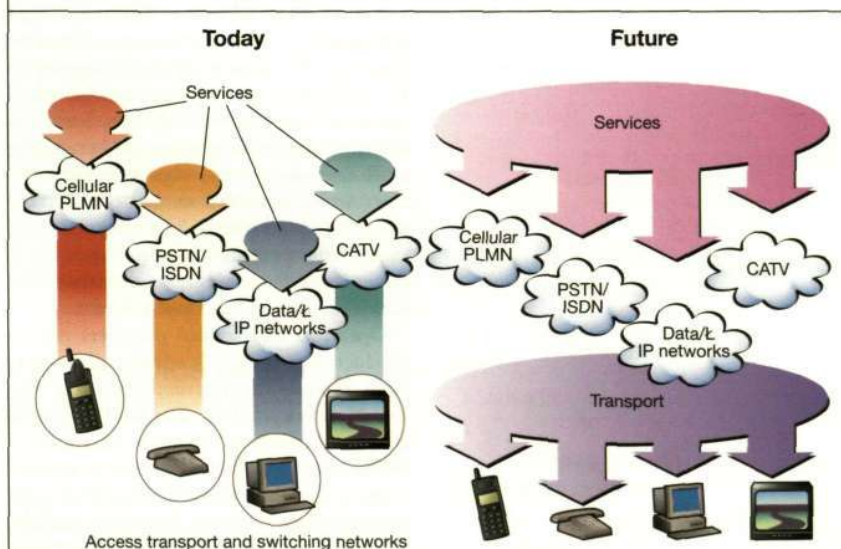 Today
Services
Cellular
PLMN
PSTN/
ISDN
Data/Ł
IP networks
CATV
Access transport and switching networks
Future
Services
Cellular
PLMN
PSTN/
ISDN
Data/Ł
IP networks
CATV
Transport